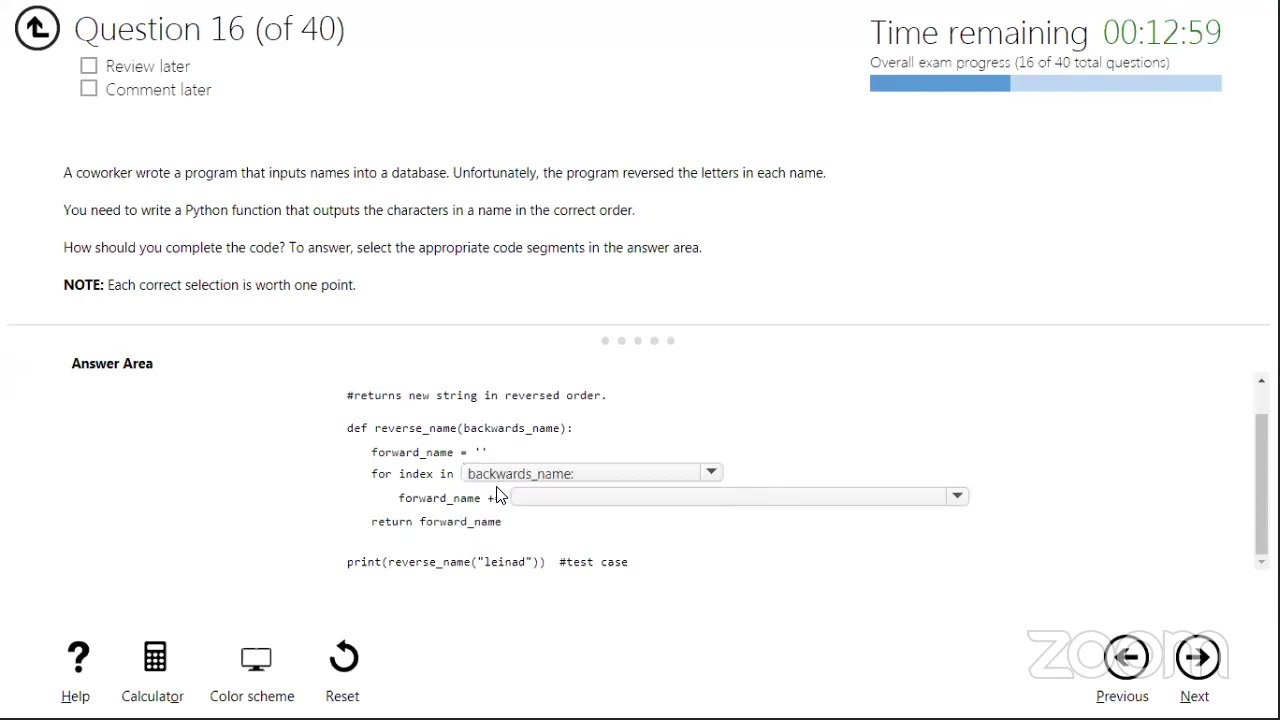 Question 16 (of 40)
Review later
Comment later
Time remaining 00:12:59
Overall exam progress (16 of 40 total questions)
A coworker wrote a program that inputs names into a database. Unfortunately, the program reversed the letters in each name.
You need to write a Python function that outputs the characters in a name in the correct order.
How should you complete the code? To answer, select the appropriate code segments in the answer area.
NOTE: Each correct selection is worth one point.
Answer Area
#returns new string in reversed order.
def reverse_name(backwards_name):
forward_name = ''
for index in backwards_name:
forward_name +
return forward_name
print(reverse_name("leinad")) #test case
Help
Calculator
Color scheme
Reset
zoom
Previous
Next